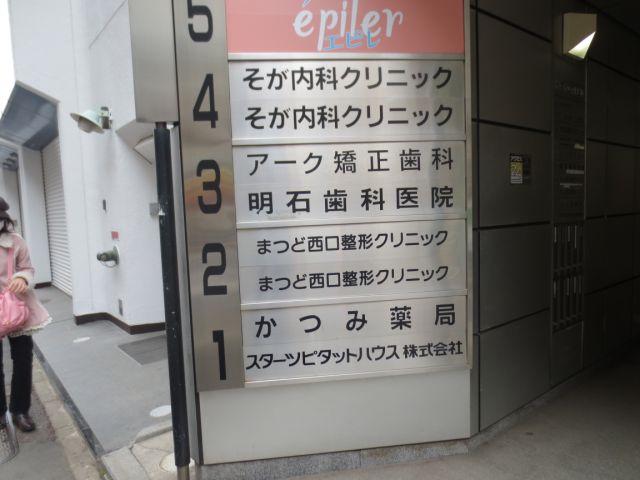 5
épiler
エピレ
4
そが内科クリニック
そが内科クリニック
3
アーク矯正歯科
明石歯科医院
2
まつど西口整形クリニック
まつど西口整形クリニック
1
かつみ薬局
スターツピタットハウス株式会社